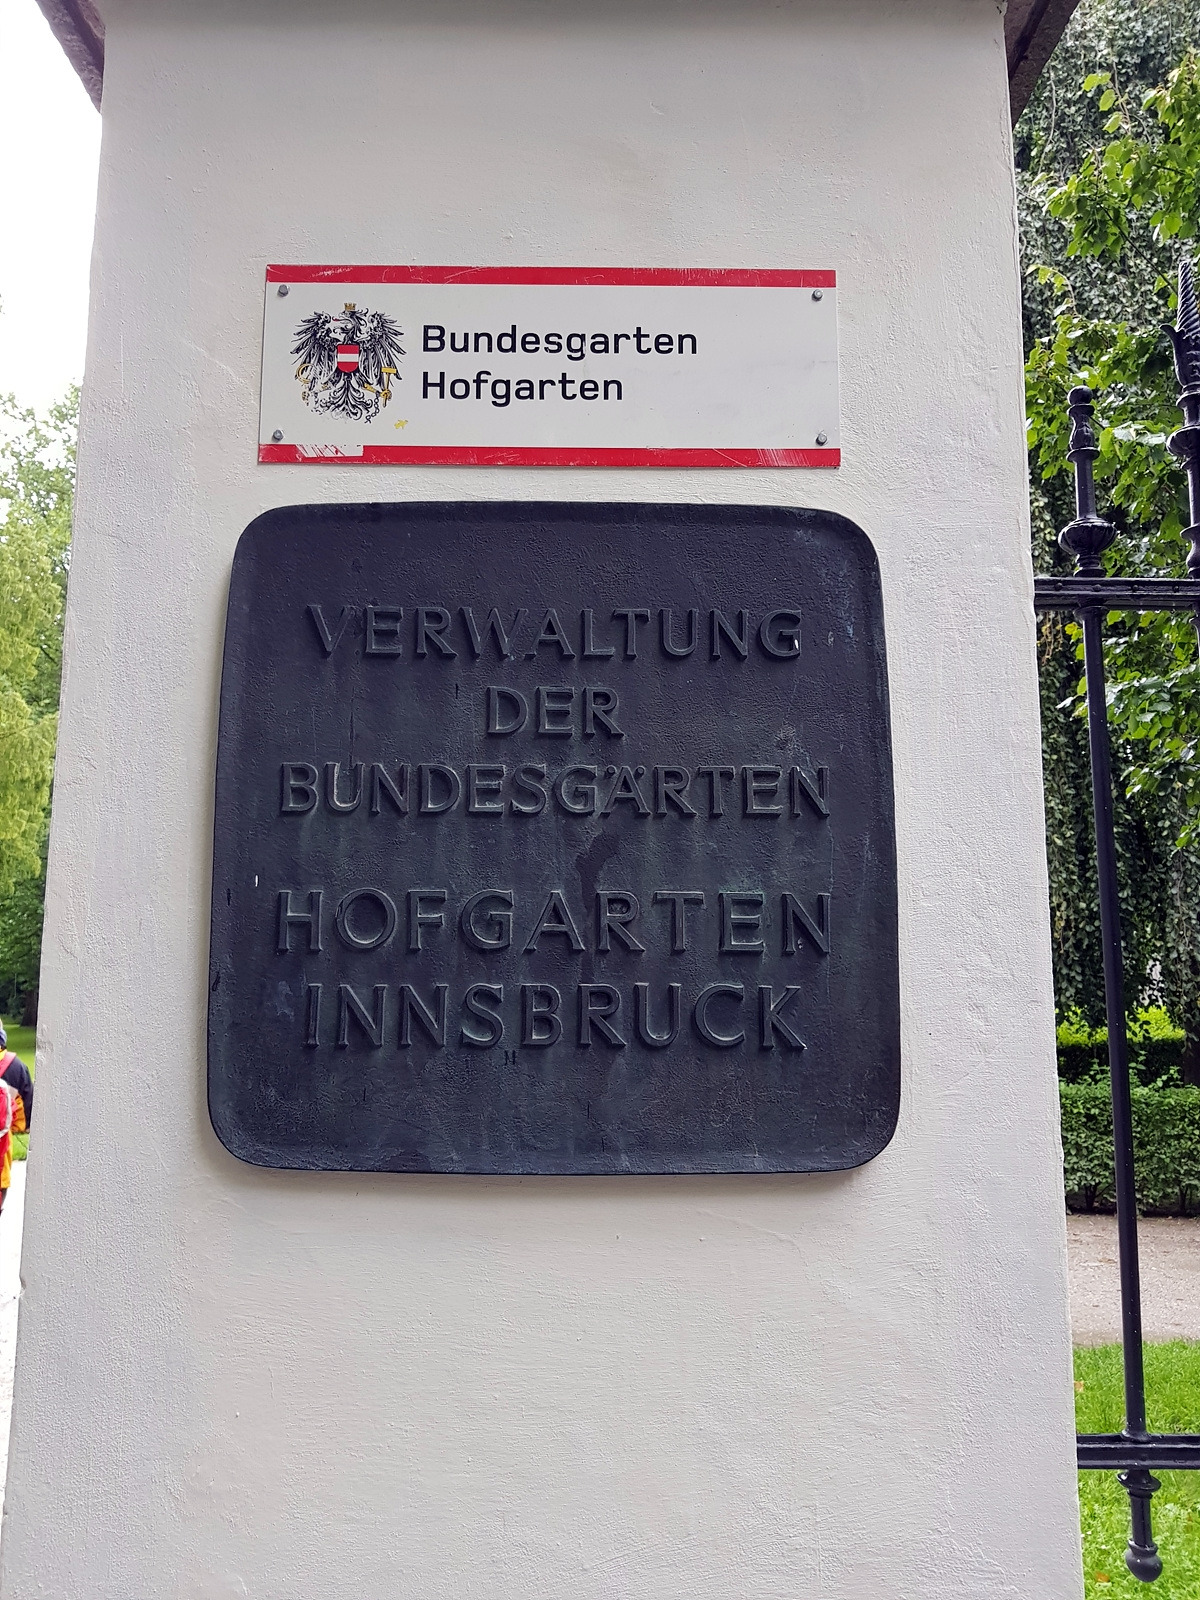 Bundesgarten
Hofgarten
VERWALTUNG
DER
BUNDESGÄRTEN
HOFGARTEN
INNSBRUCK